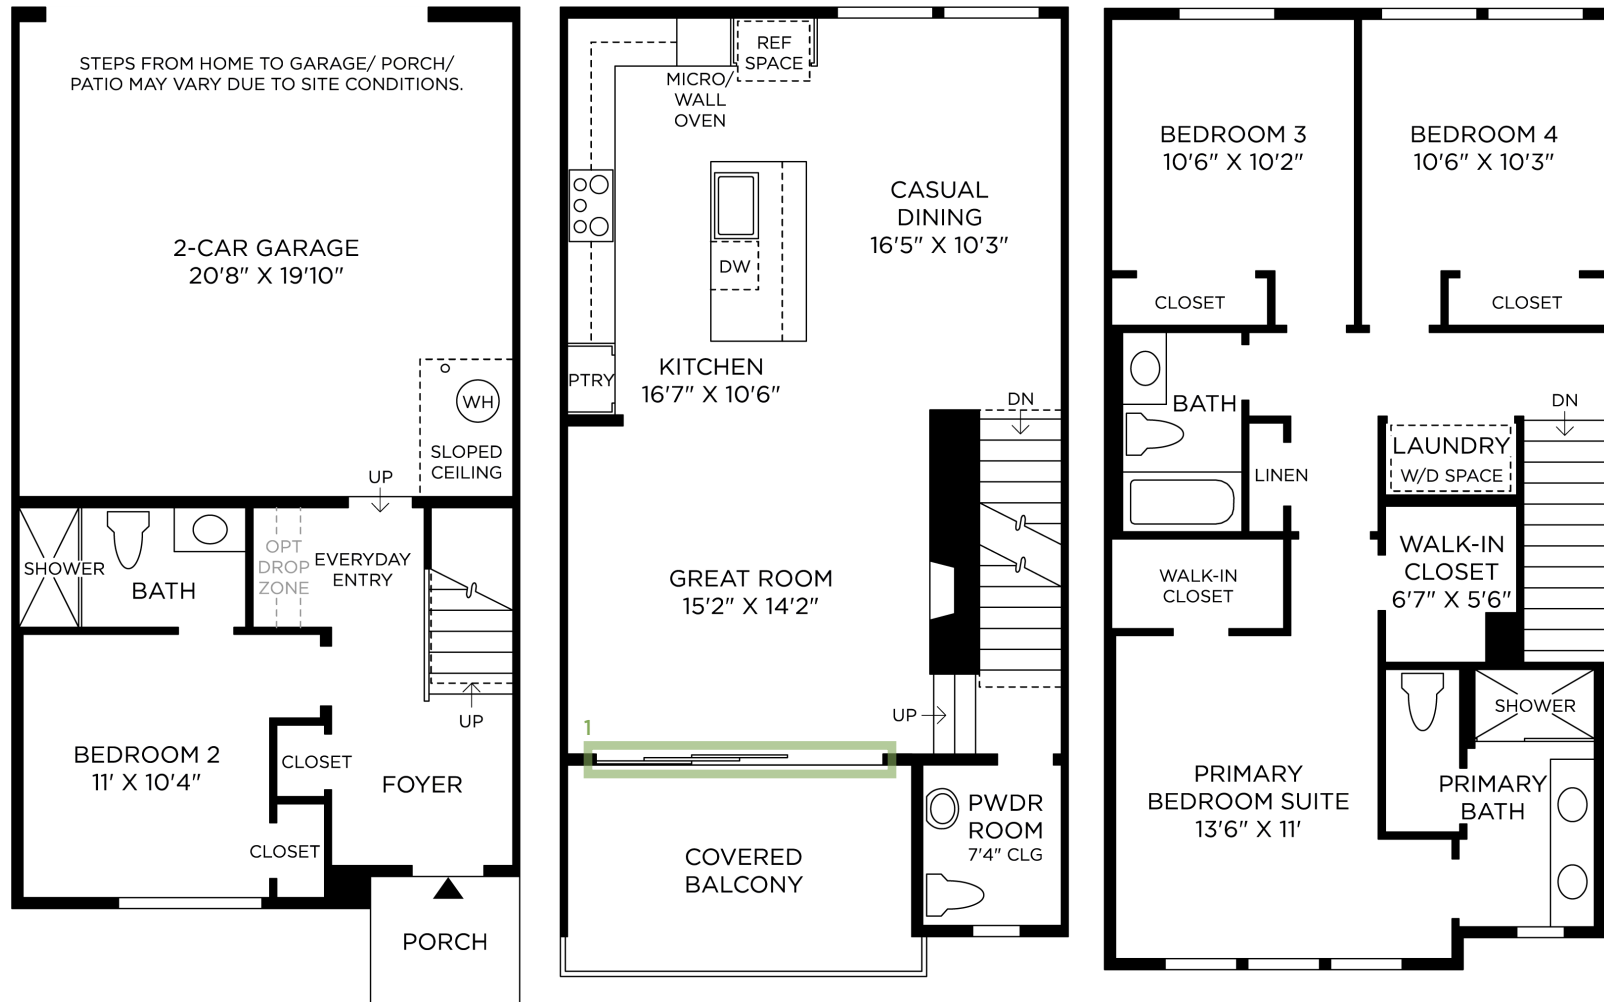 STEPS FROM HOME TO GARAGE/ PORCH/
PATIO MAY VARY DUE TO SITE CONDITIONS.
2-CAR GARAGE
20'8" X 19'10"
WH
SLOPED
CEILING
UP
SHOWER
BATH
OPT
DROP
ZONE
EVERYDAY
ENTRY
UP
BEDROOM 2
11' X 10'4"
CLOSET
FOYER
CLOSET
PORCH
REF
SPACE
MICRO/
WALL
OVEN
CASUAL
DINING
16'5" X 10'3"
DW
PTRY
KITCHEN
16'7" X 10'6"
DN
GREAT ROOM
15'2" X 14'2"
UP
1
PWDR
ROOM
7'4" CLG
COVERED
BALCONY
BEDROOM 3
10'6" X 10'2"
BEDROOM 4
10'6" X 10'3"
CLOSET
CLOSET
BATH
DN
LAUNDRY
W/D SPACE
LINEN
WALK-IN
CLOSET
6'7" X 5'6"
WALK-IN
CLOSET
SHOWER
PRIMARY
BEDROOM SUITE
13'6" X 11'
PRIMARY
BATH